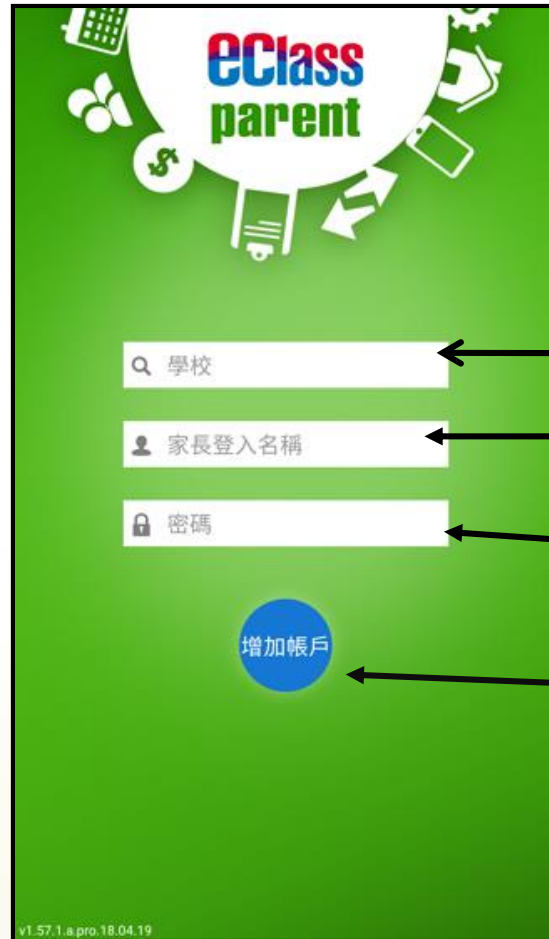 eClass
parent
$
學校
家長登入名稱
密碼
增加帳戶
v1.57.1.a.pro.18.04.19